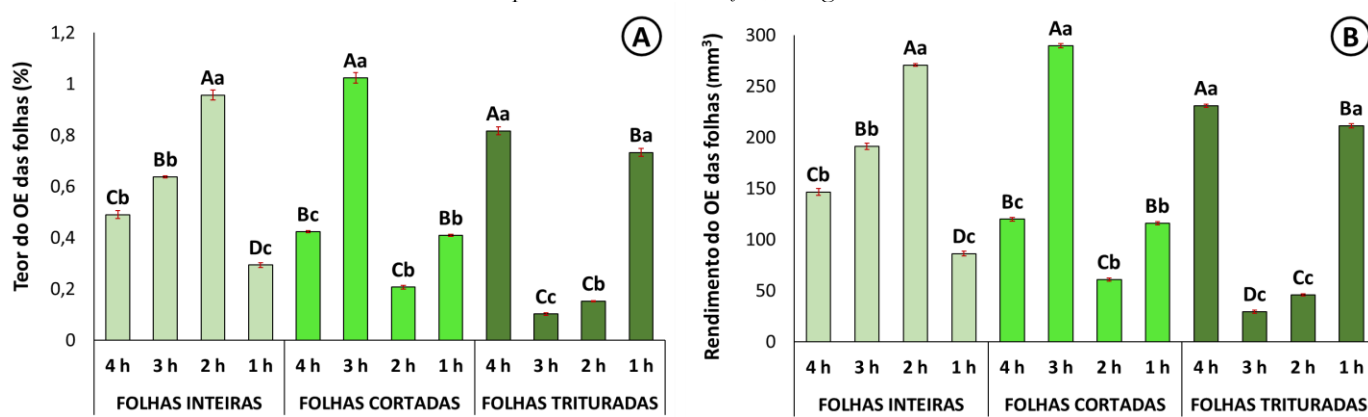 A
Teor do OE das folhas (%)
1,2
1
0,8
0,6
0,4
0,2
0
Cb
Bb
Aa
Dc
Bc
Aa
Cb
Bb
Aa
Cc
Cb
Ba
4 h 3 h 2 h 1 h 4 h 3 h 2 h 1 h 4 h 3 h 2 h 1 h
FOLHAS INTEIRAS FOLHAS CORTADAS FOLHAS TRITURADAS
B
Rendimento do OE das folhas (mm³)
300
250
200
150
100
50
0
Cb
Bb
Aa
Dc
Bc
Aa
Cb
Bb
Aa
Dc
Cc
Ba
4 h 3 h 2 h 1 h 4 h 3 h 2 h 1 h 4 h 3 h 2 h 1 h
FOLHAS INTEIRAS FOLHAS CORTADAS FOLHAS TRITURADAS